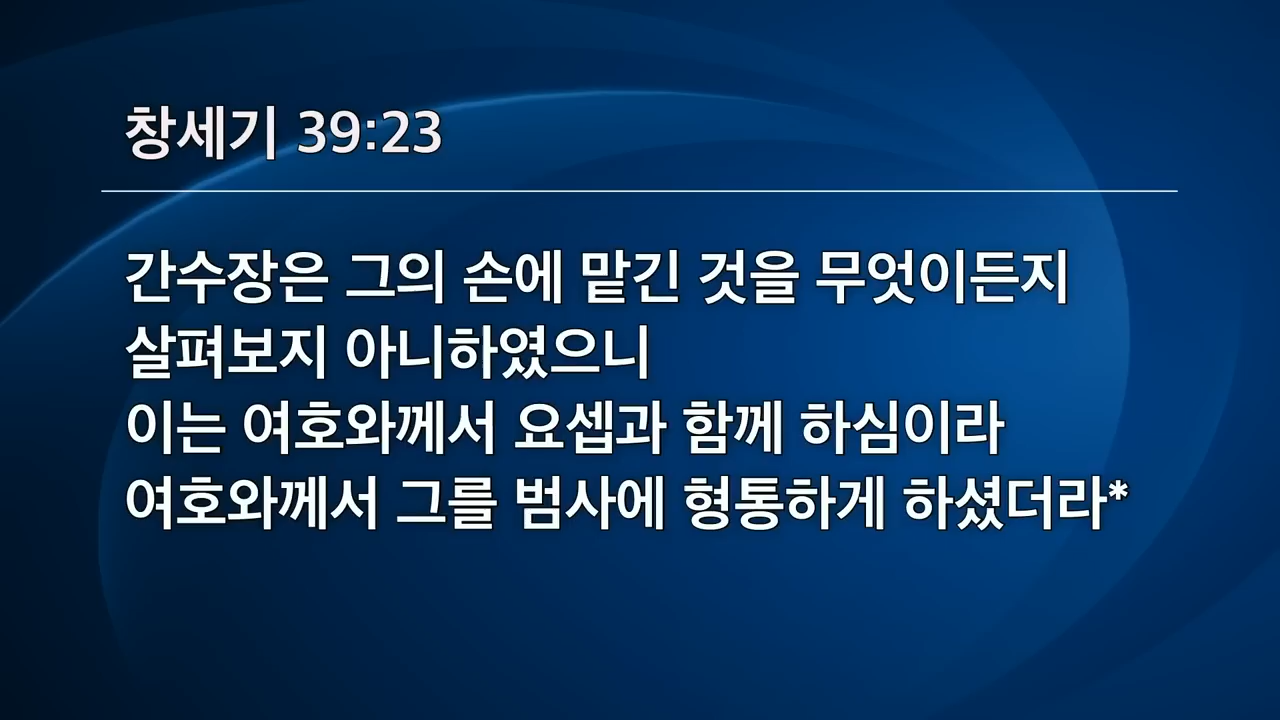 창세기 39:23
간수장은 그의 손에 맡긴 것을 무엇이든지
살펴보지 아니하였으니
이는 여호와께서 요셉과 함께 하심이라
여호와께서 그를 범사에 형통하게 하셨더라*